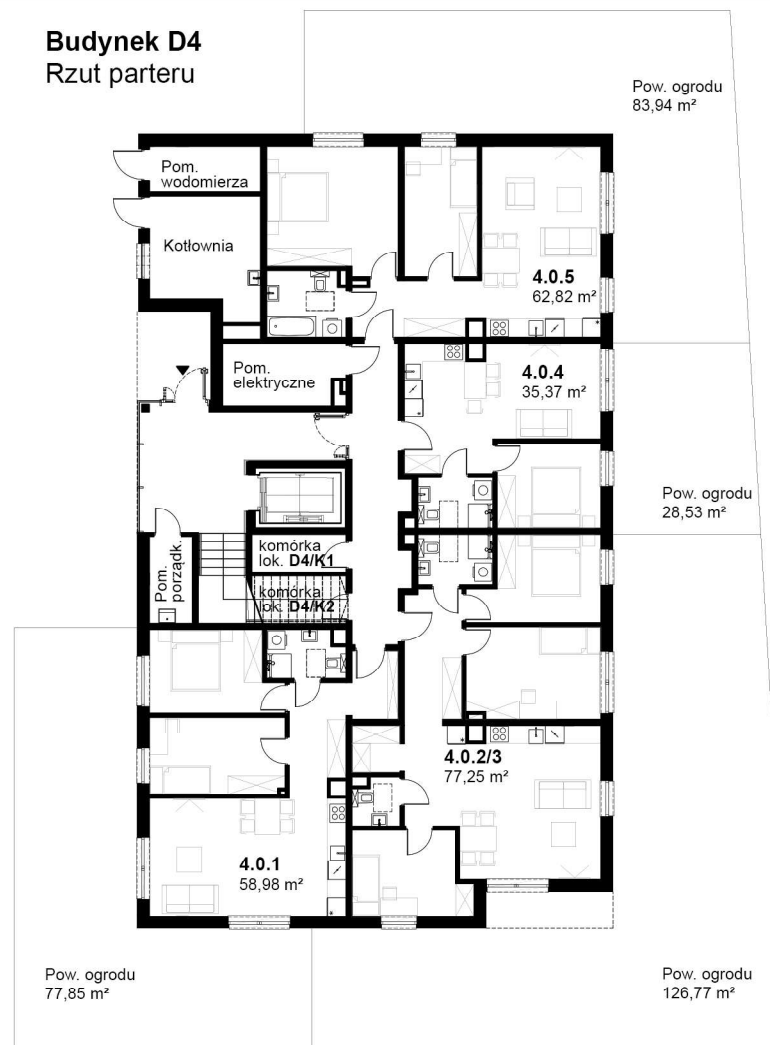 Budynek D4
Rzut parteru
Pow. ogrodu
83,94 m²
Pom.
wodomierza
Kotłownia
4.0.5
62,82 m²
Pom.
elektryczne
4.0.4
35,37 m²
Pow. ogrodu
28,53 m²
komórka
lok. D4/K1
Pom.
porządk.
komórka
lok. D4/K2
4.0.2/3
77,25 m²
4.0.1
58,98 m²
Pow. ogrodu
77,85 m²
Pow. ogrodu
126,77 m²